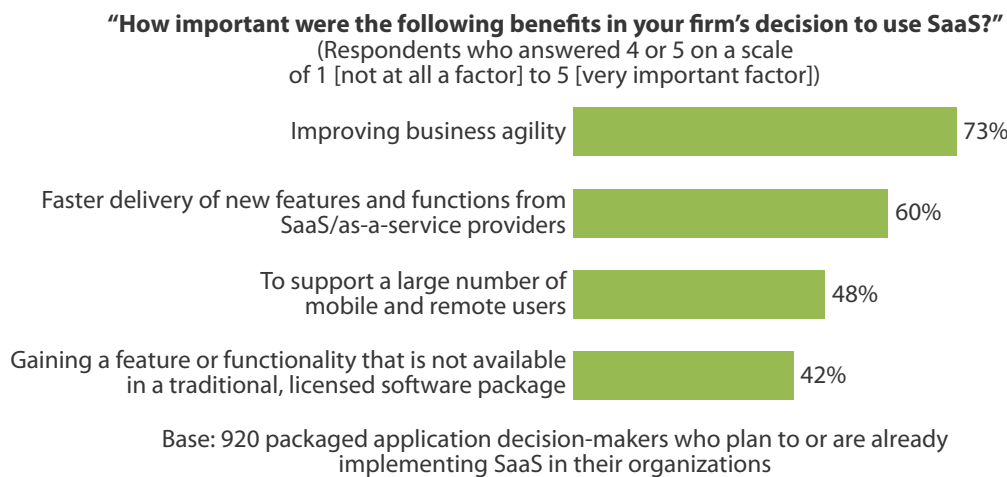 “How important were the following benefits in your firm’s decision to use SaaS?”
(Respondents who answered 4 or 5 on a scale
of 1 [not at all a factor] to 5 [very important factor])
Improving business agility
73%
Faster delivery of new features and functions from
SaaS/as-a-service providers
60%
To support a large number of
mobile and remote users
48%
Gaining a feature or functionality that is not available
in a traditional, licensed software package
42%
Base: 920 packaged application decision-makers who plan to or are already
implementing SaaS in their organizations